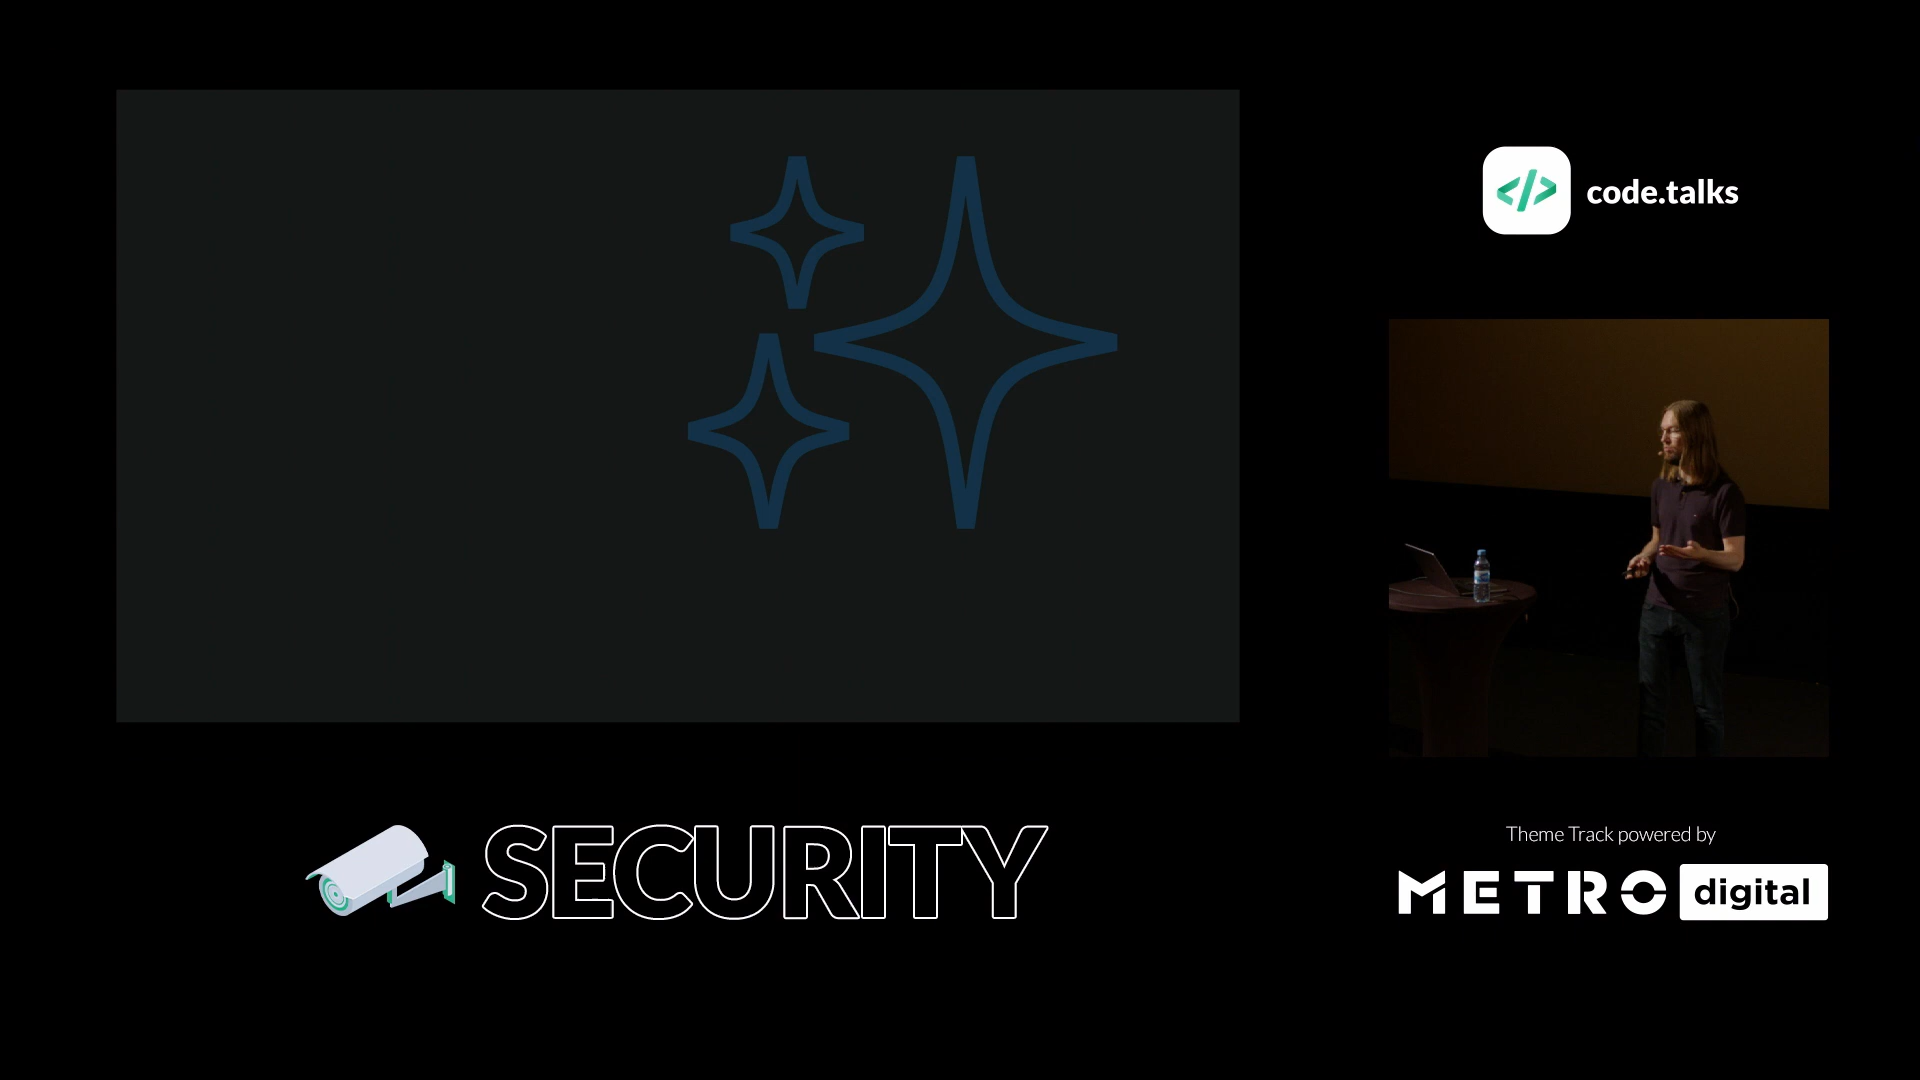 </>
code.talks
SECURITY
Theme Track powered by
METRO digital